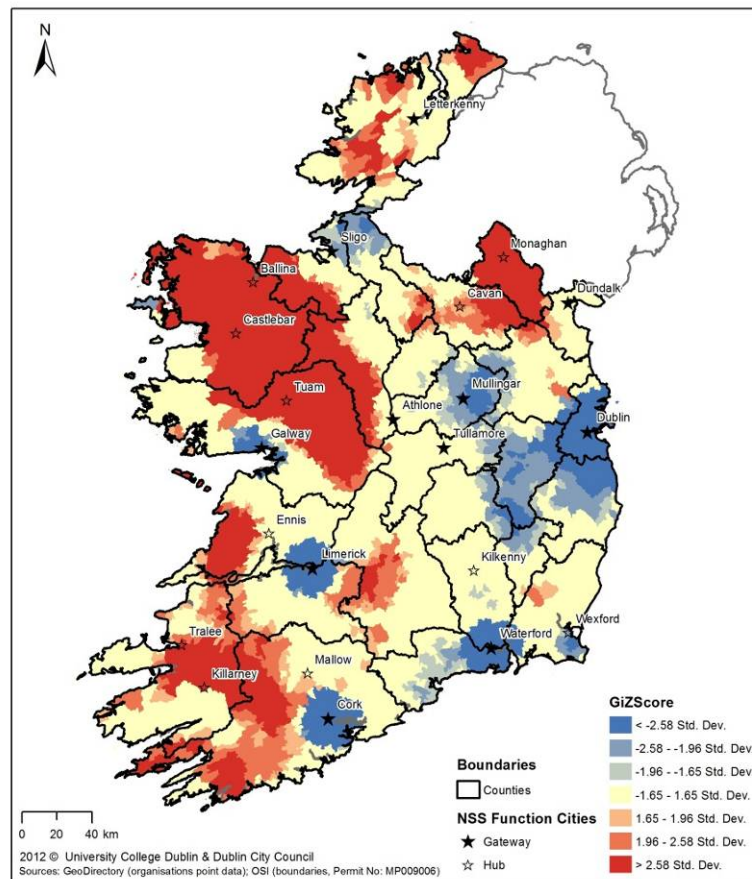 N
Letterkenny
Sligo
Monaghan
Ballina
Cavan
Dundalk
Castlebar
Tuam
Mullingar
Athlone
Dublin
Galway
Tullamore
Ennis
Limerick
Kilkenny
Wexford
Waterford
Tralee
Mallow
Killarney
Cork
GiZScore
< -2.58 Std. Dev.
-2.58 - -1.96 Std. Dev.
-1.96 - -1.65 Std. Dev.
-1.65 - 1.65 Std. Dev.
1.65 - 1.96 Std. Dev.
1.96 - 2.58 Std. Dev.
> 2.58 Std. Dev.
Boundaries
Counties
NSS Function Cities
Gateway
Hub
0 20 40
km
2012 © University College Dublin & Dublin City Council
Sources: GeoDirectory (organisations point data); OSI (boundaries, Permit No: MP009006)